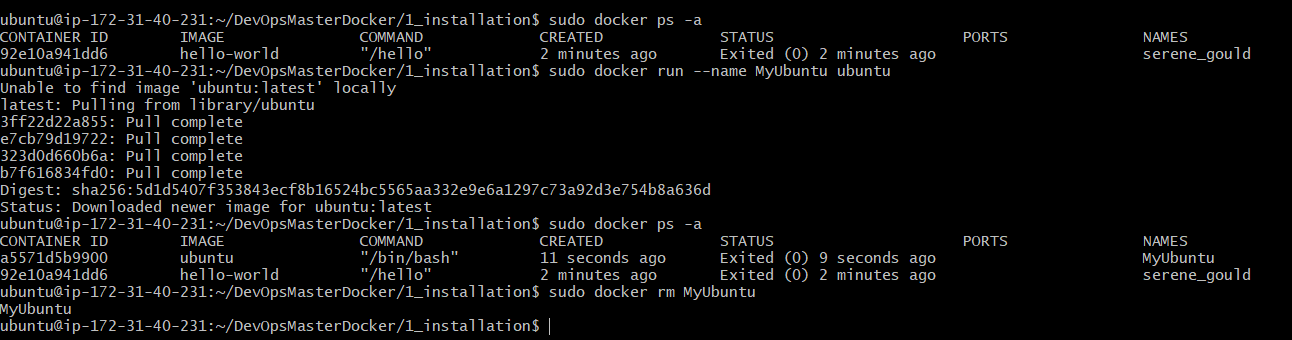 ubuntu@ip-172-31-40-231:~/DevOpsMasterDocker/1_installation$ sudo docker ps -a
CONTAINER ID        IMAGE               COMMAND             CREATED             STATUS                     PORTS               NAMES
92e10a941dd6        hello-world         "/hello"            2 minutes ago       Exited (0) 2 minutes ago                       serene_gould
ubuntu@ip-172-31-40-231:~/DevOpsMasterDocker/1_installation$ sudo docker run --name MyUbuntu ubuntu
Unable to find image 'ubuntu:latest' locally
latest: Pulling from library/ubuntu
3ff22d22a855: Pull complete
e7cb79d19722: Pull complete
323d0d660b6a: Pull complete
b7f616834fd0: Pull complete
Digest: sha256:5d1d5407f353843ecf8b16524bc5565aa332e9e6a1297c73a92d3e754b8a636d
Status: Downloaded newer image for ubuntu:latest
ubuntu@ip-172-31-40-231:~/DevOpsMasterDocker/1_installation$ sudo docker ps -a
CONTAINER ID        IMAGE               COMMAND             CREATED             STATUS                     PORTS               NAMES
a5571d5b9900        ubuntu              "/bin/bash"         11 seconds ago      Exited (0) 9 seconds ago                       MyUbuntu
92e10a941dd6        hello-world         "/hello"            2 minutes ago       Exited (0) 2 minutes ago                       serene_gould
ubuntu@ip-172-31-40-231:~/DevOpsMasterDocker/1_installation$ sudo docker rm MyUbuntu
MyUbuntu
ubuntu@ip-172-31-40-231:~/DevOpsMasterDocker/1_installation$